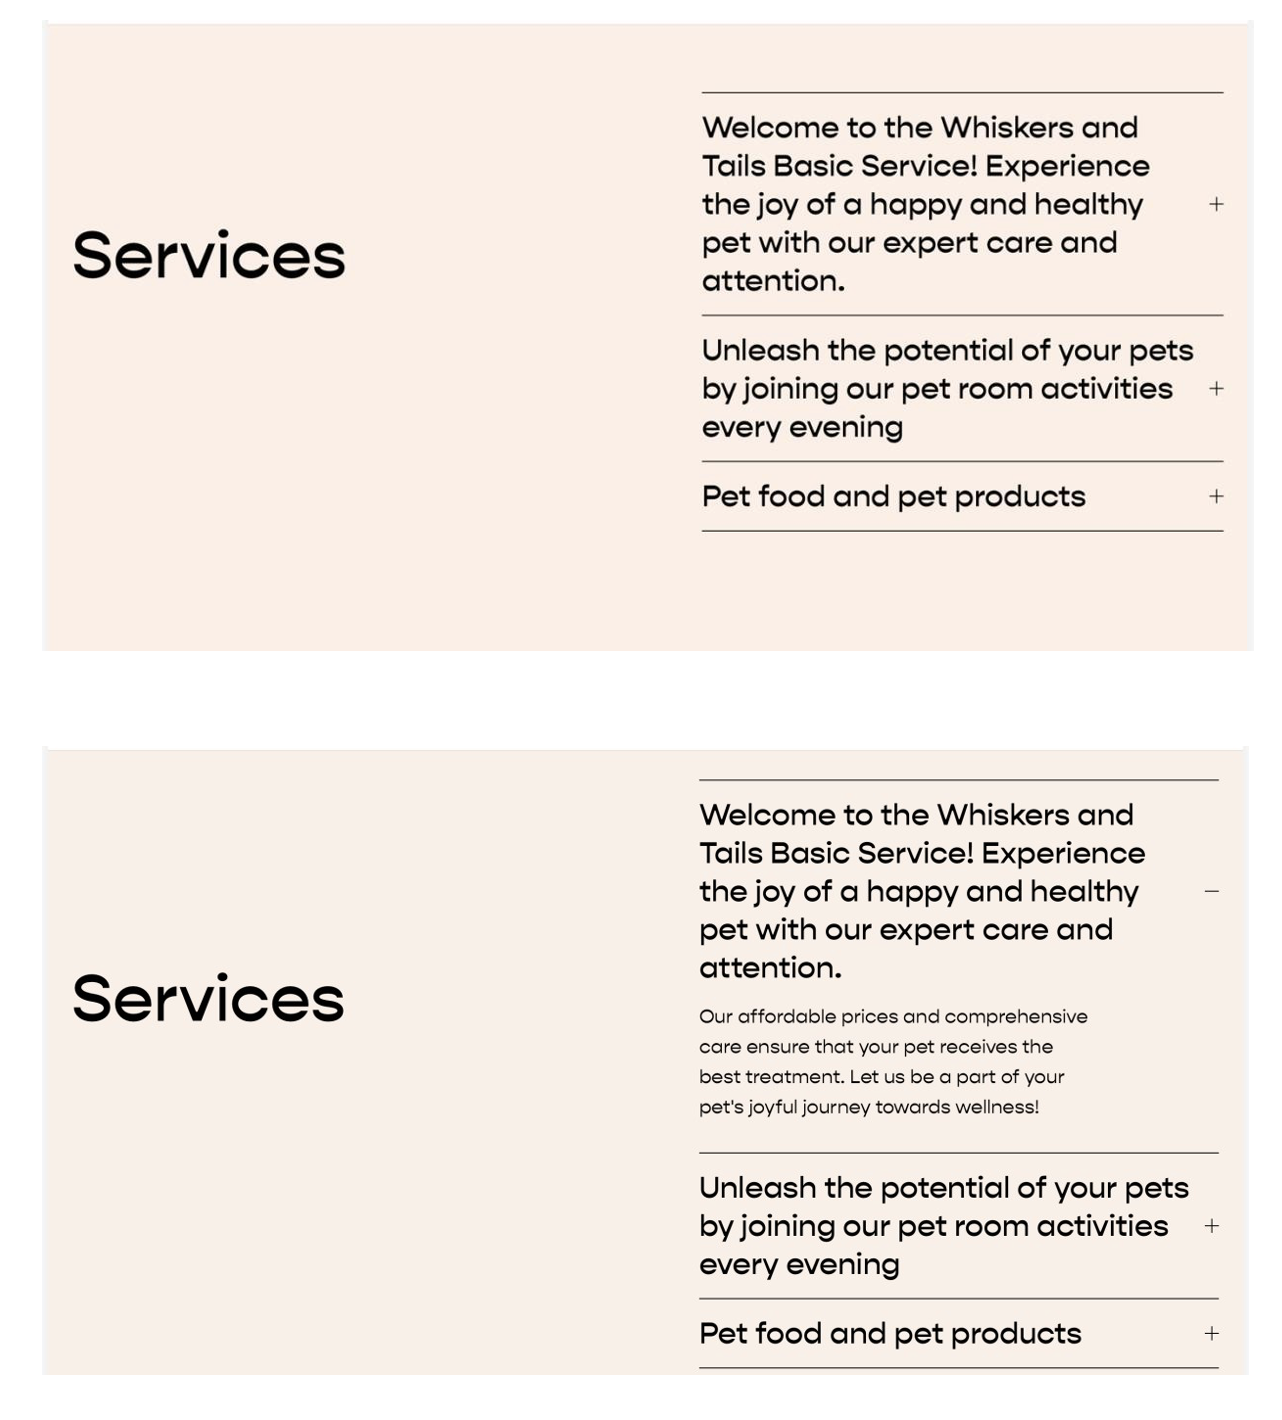 Services
Welcome to the Whiskers and
Tails Basic Service! Experience
the joy of a happy and healthy
pet with our expert care and
attention.
Unleash the potential of your pets
by joining our pet room activities
every evening
Pet food and pet products
Services
Welcome to the Whiskers and
Tails Basic Service! Experience
the joy of a happy and healthy
pet with our expert care and
attention.
Our affordable prices and comprehensive
care ensure that your pet receives the
best treatment. Let us be a part of your
pet's joyful journey towards wellness!
Unleash the potential of your pets
by joining our pet room activities
every evening
Pet food and pet products